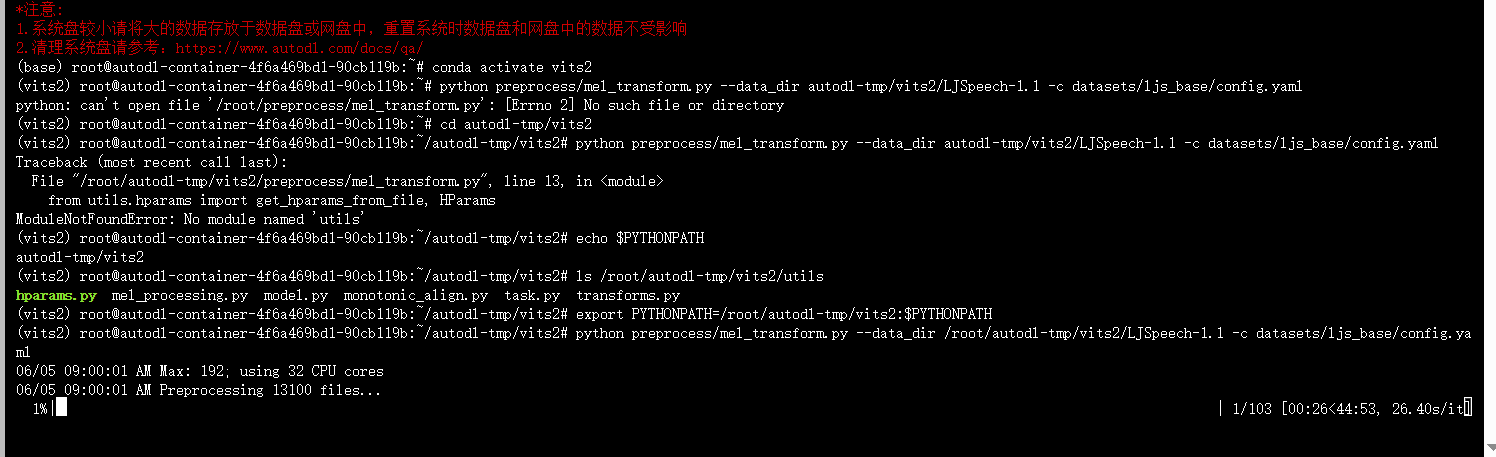 *注意:
1.系统盘较小请将大的数据存放于数据盘或网盘中，重置系统时数据盘和网盘中的数据不受影响
2.清理系统盘请参考：https://www.autodl.com/docs/qa/
(base) root@autodl-container-4f6a469bd1-90cb119b:~# conda activate vits2
(vits2) root@autodl-container-4f6a469bd1-90cb119b:~# python preprocess/mel_transform.py --data_dir autodl-tmp/vits2/LJSpeech-1.1 -c datasets/ljs_base/config.yaml
python: can't open file '/root/preprocess/mel_transform.py': [Errno 2] No such file or directory
(vits2) root@autodl-container-4f6a469bd1-90cb119b:~# cd autodl-tmp/vits2
(vits2) root@autodl-container-4f6a469bd1-90cb119b:~/autodl-tmp/vits2# python preprocess/mel_transform.py --data_dir autodl-tmp/vits2/LJSpeech-1.1 -c datasets/ljs_base/config.yaml
Traceback (most recent call last):
  File "/root/autodl-tmp/vits2/preprocess/mel_transform.py", line 13, in <module>
    from utils.hparams import get_hparams_from_file, HParams
ModuleNotFoundError: No module named 'utils'
(vits2) root@autodl-container-4f6a469bd1-90cb119b:~/autodl-tmp/vits2# echo $PYTHONPATH
autodl-tmp/vits2
(vits2) root@autodl-container-4f6a469bd1-90cb119b:~/autodl-tmp/vits2# ls /root/autodl-tmp/vits2/utils
hparams.py  mel_processing.py  model.py  monotonic_align.py  task.py  transforms.py
(vits2) root@autodl-container-4f6a469bd1-90cb119b:~/autodl-tmp/vits2# export PYTHONPATH=/root/autodl-tmp/vits2:$PYTHONPATH
(vits2) root@autodl-container-4f6a469bd1-90cb119b:~/autodl-tmp/vits2# python preprocess/mel_transform.py --data_dir /root/autodl-tmp/vits2/LJSpeech-1.1 -c datasets/ljs_base/config.ya
ml
06/05 09:00:01 AM Max: 192; using 32 CPU cores
06/05 09:00:01 AM Preprocessing 13100 files...
  1%| | 1/103 [00:26<44:53, 26.40s/it]